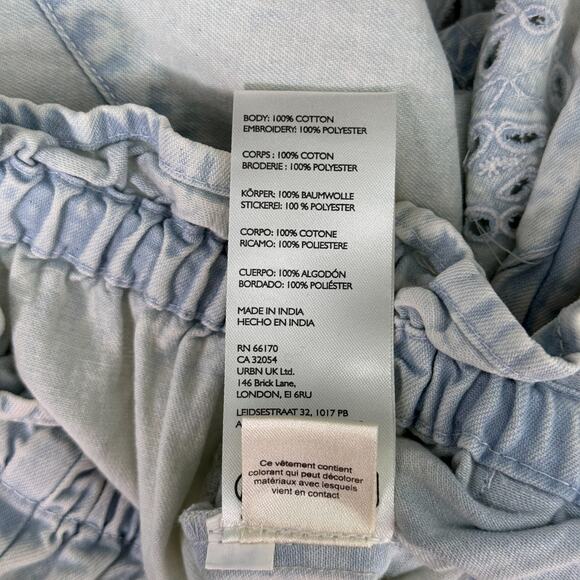 BODY: 100% COTTON
EMBROIDERY: 100% POLYESTER
CORPS : 100% COTON
BRODERIE : 100% POLYESTER
KÖRPER: 100% BAUMWOLLE
STICKEREI: 100 % POLYESTER
CORPO: 100% COTONE
RICAMO: 100% POLIESTERE
CUERPO: 100% ALGODÓN
BORDADO: 100% POLIÉSTER
MADE IN INDIA
HECHO EN INDIA
RN 66170
CA 32054
URBN UK Ltd.
146 Brick Lane,
LONDON, E1 6RU
LEIDSESTRAAT 32, 1017 PB
Ce vêtement contient
colorant qui peut décolorer
matériaux avec lesquels
vient en contact